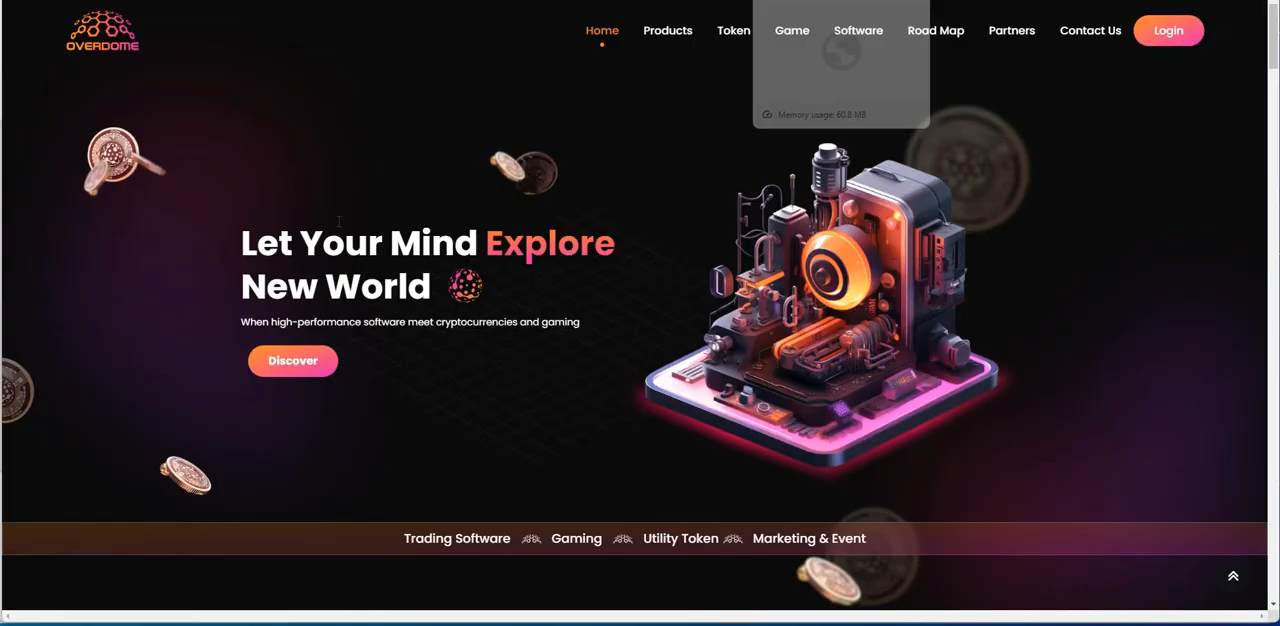 OVERDOME
Home Products Token Game Software Road Map Partners Contact Us Login
Memory usage: 60.8 MB
Let Your Mind Explore
New World
When high-performance software meet cryptocurrencies and gaming
Discover
Trading Software Gaming Utility Token Marketing & Event